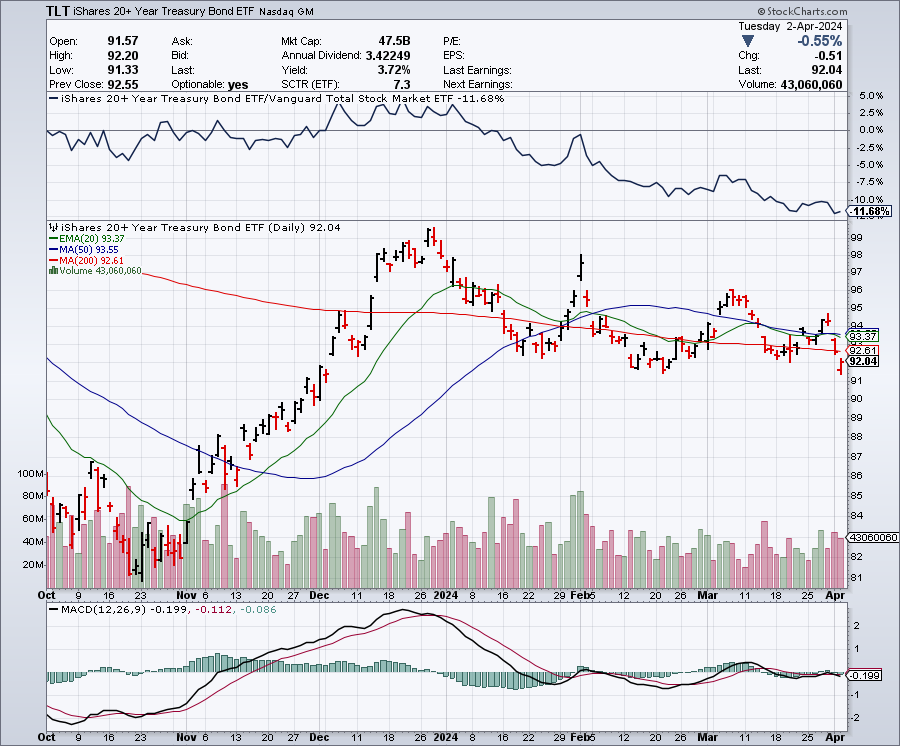 TLT iShares 20+ Year Treasury Bond ETF Nasdaq GM © StockCharts.com
Tuesday 2-Apr-2024
Open: 91.57 Ask: Mkt Cap: 47.5B P/E: -0.55%
High: 92.20 Bid: Annual Dividend: 3.42249 EPS: Chg: -0.51
Low: 91.33 Last: Yield: 3.72% Last Earnings: Last: 92.04
Prev Close: 92.55 Optionable: yes SCTR (ETF): 7.3 Next Earnings: Volume: 43,060,060
iShares 20+ Year Treasury Bond ETF/Vanguard Total Stock Market ETF -11.68%
5.0%
2.5%
0.0%
-2.5%
-5.0%
-7.5%
-10.0%
-11.68%
iShares 20+ Year Treasury Bond ETF (Daily) 92.04
EMA(20) 93.37
MA(50) 93.55
MA(200) 92.61
Volume 43,060,060
99
98
97
96
95
94
93.37
92.61
92.04
91
90
89
88
87
86
85
84
43060060
82
81
100M
80M
60M
40M
20M
Oct 9 16 23 Nov 6 13 20 27 Dec 11 18 26 2024 8 16 22 29 Feb 5 12 20 26 Mar 11 18 25 Apr
MACD(12,26,9) -0.199, -0.112, -0.086
2
1
-0.199
-1
-2
Oct 9 16 23 Nov 6 13 20 27 Dec 11 18 26 2024 8 16 22 29 Feb 5 12 20 26 Mar 11 18 25 Apr